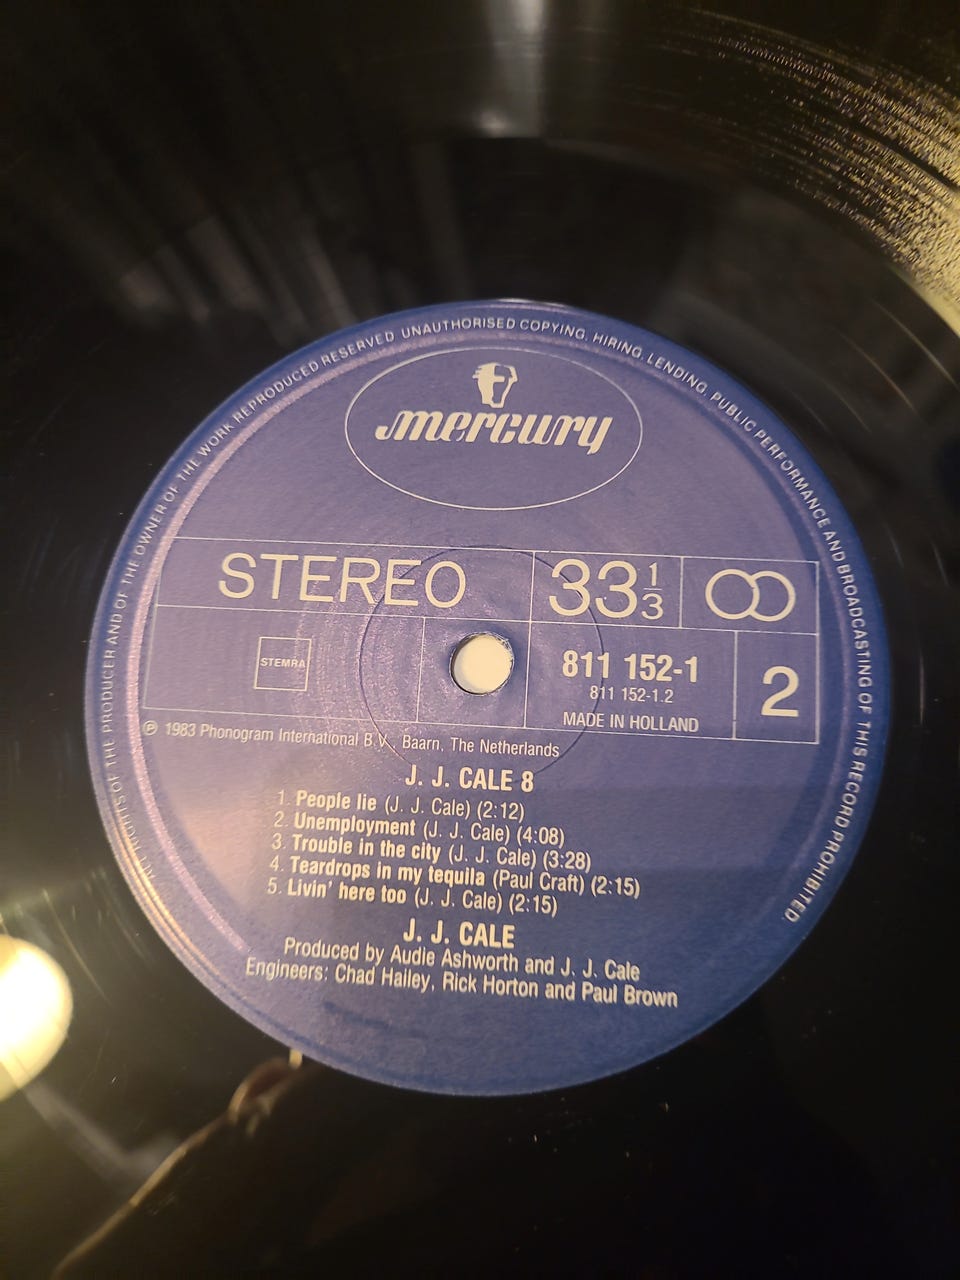 ALL RIGHTS OF THE PRODUCER AND OF THE OWNER OF THE WORK REPRODUCED RESERVED. UNAUTHORISED COPYING, HIRING, LENDING, PUBLIC PERFORMANCE AND BROADCASTING OF THIS RECORD PROHIBITED.
mercury
STEREO 33 1/3
STEMRA
811 152-1
811 152-1.2
MADE IN HOLLAND
2
℗ 1983 Phonogram International B.V., Baarn, The Netherlands
J. J. CALE 8
1. People lie (J. J. Cale) (2:12)
2. Unemployment (J. J. Cale) (4:08)
3. Trouble in the city (J. J. Cale) (3:28)
4. Teardrops in my tequila (Paul Craft) (2:15)
5. Livin' here too (J. J. Cale) (2:15)
J. J. CALE
Produced by Audie Ashworth and J. J. Cale
Engineers: Chad Hailey, Rick Horton and Paul Brown